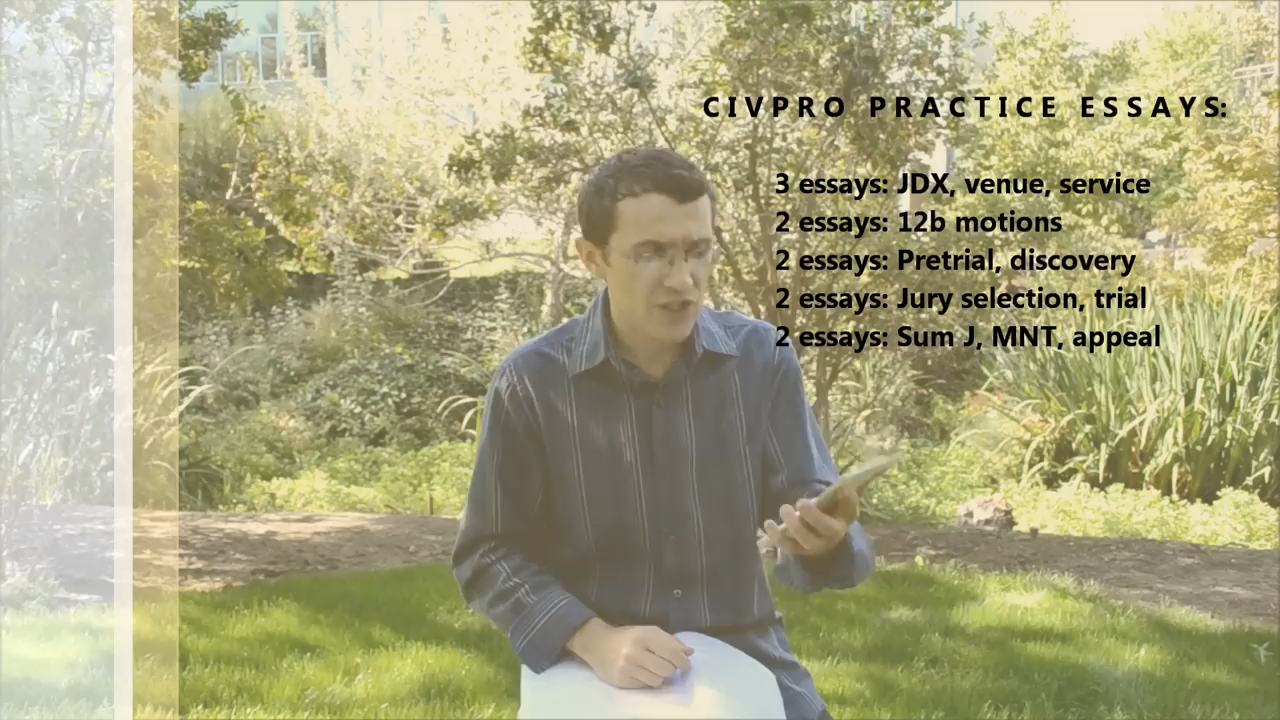 CIVPRO PRACTICE ESSAYS:
3 essays: JDX, venue, service
2 essays: 12b motions
2 essays: Pretrial, discovery
2 essays: Jury selection, trial
2 essays: Sum J, MNT, appeal